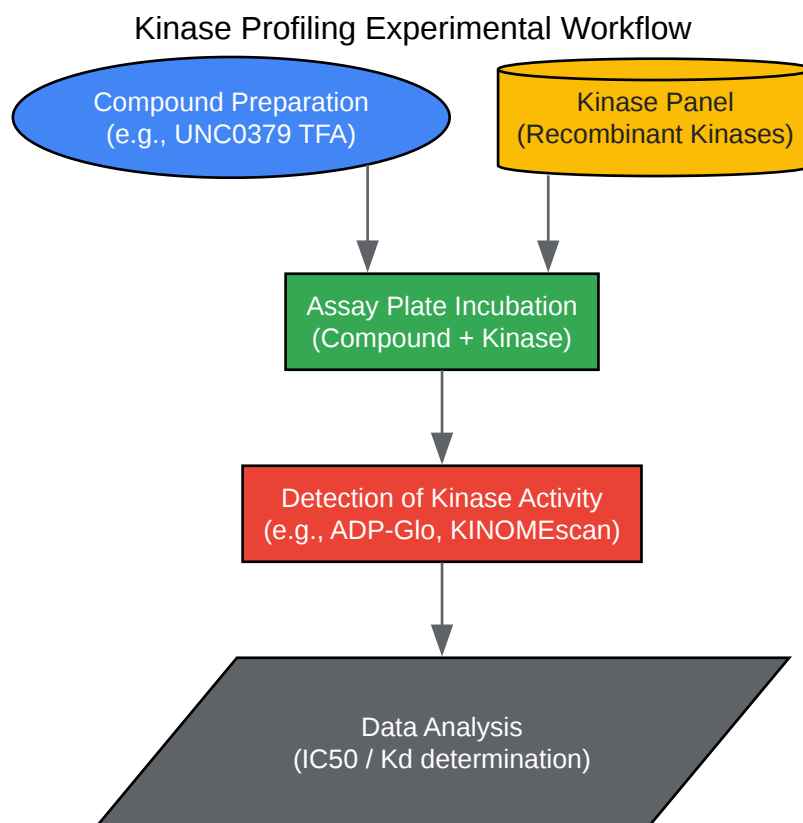 Kinase Profiling Experimental Workflow
Compound Preparation
(e.g., UNC0379 TFA)
Kinase Panel
(Recombinant Kinases)
Assay Plate Incubation
(Compound + Kinase)
Detection of Kinase Activity
(e.g., ADP-Glo, KINOMEscan)
Data Analysis
(IC50 / Kd determination)